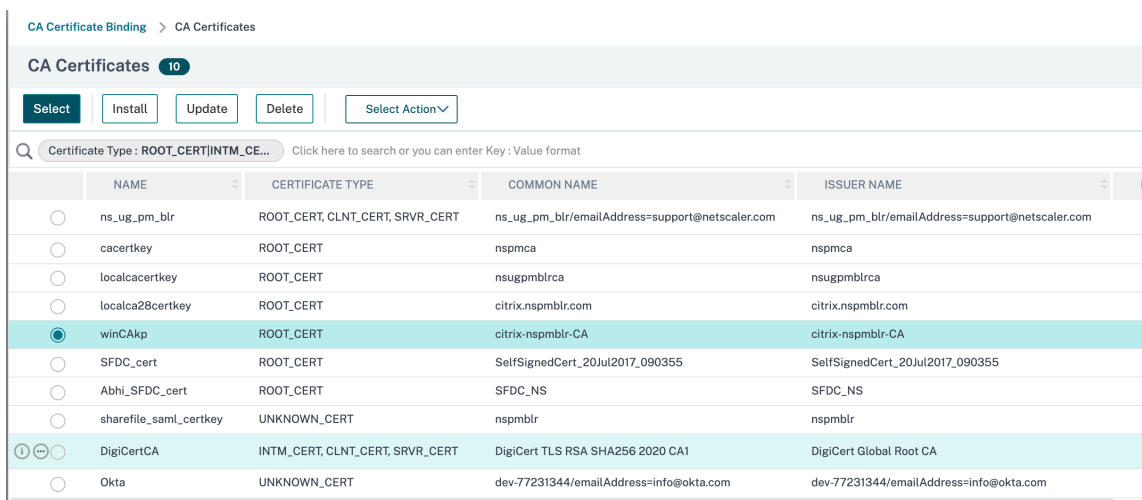 CA Certificate Binding > CA Certificates
CA Certificates 10
Select Install Update Delete Select Action
Certificate Type : ROOT_CERT|INTM_CE... Click here to search or you can enter Key : Value format
NAME CERTIFICATE TYPE COMMON NAME ISSUER NAME
ns_ug_pm_blr ROOT_CERT, CLNT_CERT, SRVR_CERT ns_ug_pm_blr/emailAddress=support@netscaler.com ns_ug_pm_blr/emailAddress=support@netscaler.com
cacertkey ROOT_CERT nspmca nspmca
localcacertkey ROOT_CERT nsugpmblrca nsugpmblrca
localca28certkey ROOT_CERT citrix.nspmblr.com citrix.nspmblr.com
winCAkp ROOT_CERT citrix-nspmblr-CA citrix-nspmblr-CA
SFDC_cert ROOT_CERT SelfSignedCert_20Jul2017_090355 SelfSignedCert_20Jul2017_090355
Abhi_SFDC_cert ROOT_CERT SFDC_NS SFDC_NS
sharefile_saml_certkey UNKNOWN_CERT nspmblr nspmblr
DigiCertCA INTM_CERT, CLNT_CERT, SRVR_CERT DigiCert TLS RSA SHA256 2020 CA1 DigiCert Global Root CA
Okta UNKNOWN_CERT dev-77231344/emailAddress=info@okta.com dev-77231344/emailAddress=info@okta.com